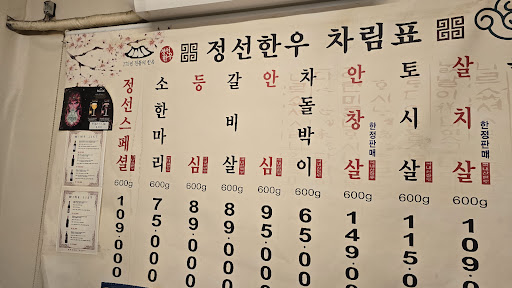 정선한우 차림표
정선스페셜
600g
109.000
소한마리
600g
75.000
등심
600g
89.000
갈비살
600g
89.000
안심
600g
95.000
차돌박이
600g
65.000
안창살
한정판매
600g
149.000
토시살
600g
115.00
살치살
한정판매
600g
109.0